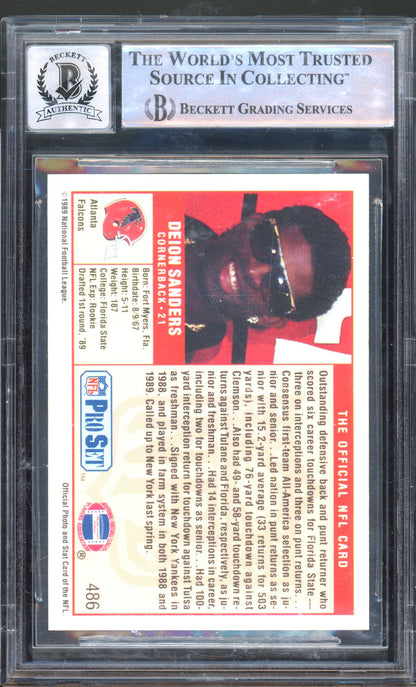 BECKETT
B
AUTHENTIC
THE WORLD'S MOST TRUSTED
SOURCE IN COLLECTING™
B BECKETT GRADING SERVICES
THE OFFICIAL NFL CARD
Outstanding defensive back and punt returner who
scored six career touchdowns for Florida State—
three on interceptions and three on punt returns. . . .
Consensus first-team All-America selection as ju-
nior and senior. . . Led nation in punt returns as se-
nior with 15.2-yard average (33 returns for 503
yards), including 76-yard touchdown against
Clemson. . . Also had 49- and 58-yard touchdown re-
turns against Tulane and Florida, respectively, as ju-
nior and freshman. . . Had 14 interceptions in career,
including two for touchdowns as senior. . . Had 100-
yard interception return for touchdown against Tulsa
as freshman. . . Signed with New York Yankees in
1988, and played in farm system in both 1988 and
1989. Called up to New York last spring.
DEION SANDERS
CORNERBACK • 21
Atlanta
Falcons
Born: Fort Myers, Fla.
Birthdate: 8-9-67
Height: 5-11
Weight: 187
College: Florida State
NFL Exp: Rookie
Drafted 1st round, '89
© 1989 National Football League.
NFL
PRO SET™
®
Official Photo and Stat Card of the NFL
486